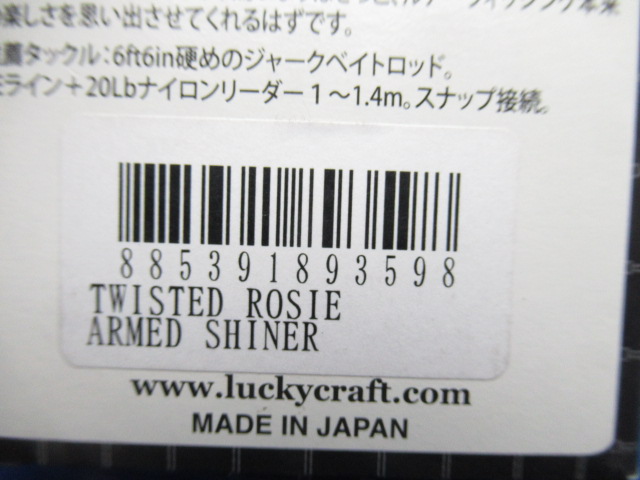 の楽しさを思い出させてくれるはずです。
タックル：6ft6in硬めのジャークベイトロッド。
ライン＋20Lbナイロンリーダー１～1.4m。スナップ接続。
885391893598
TWISTED ROSIE
ARMED SHINER
www.luckycraft.com
MADE IN JAPAN